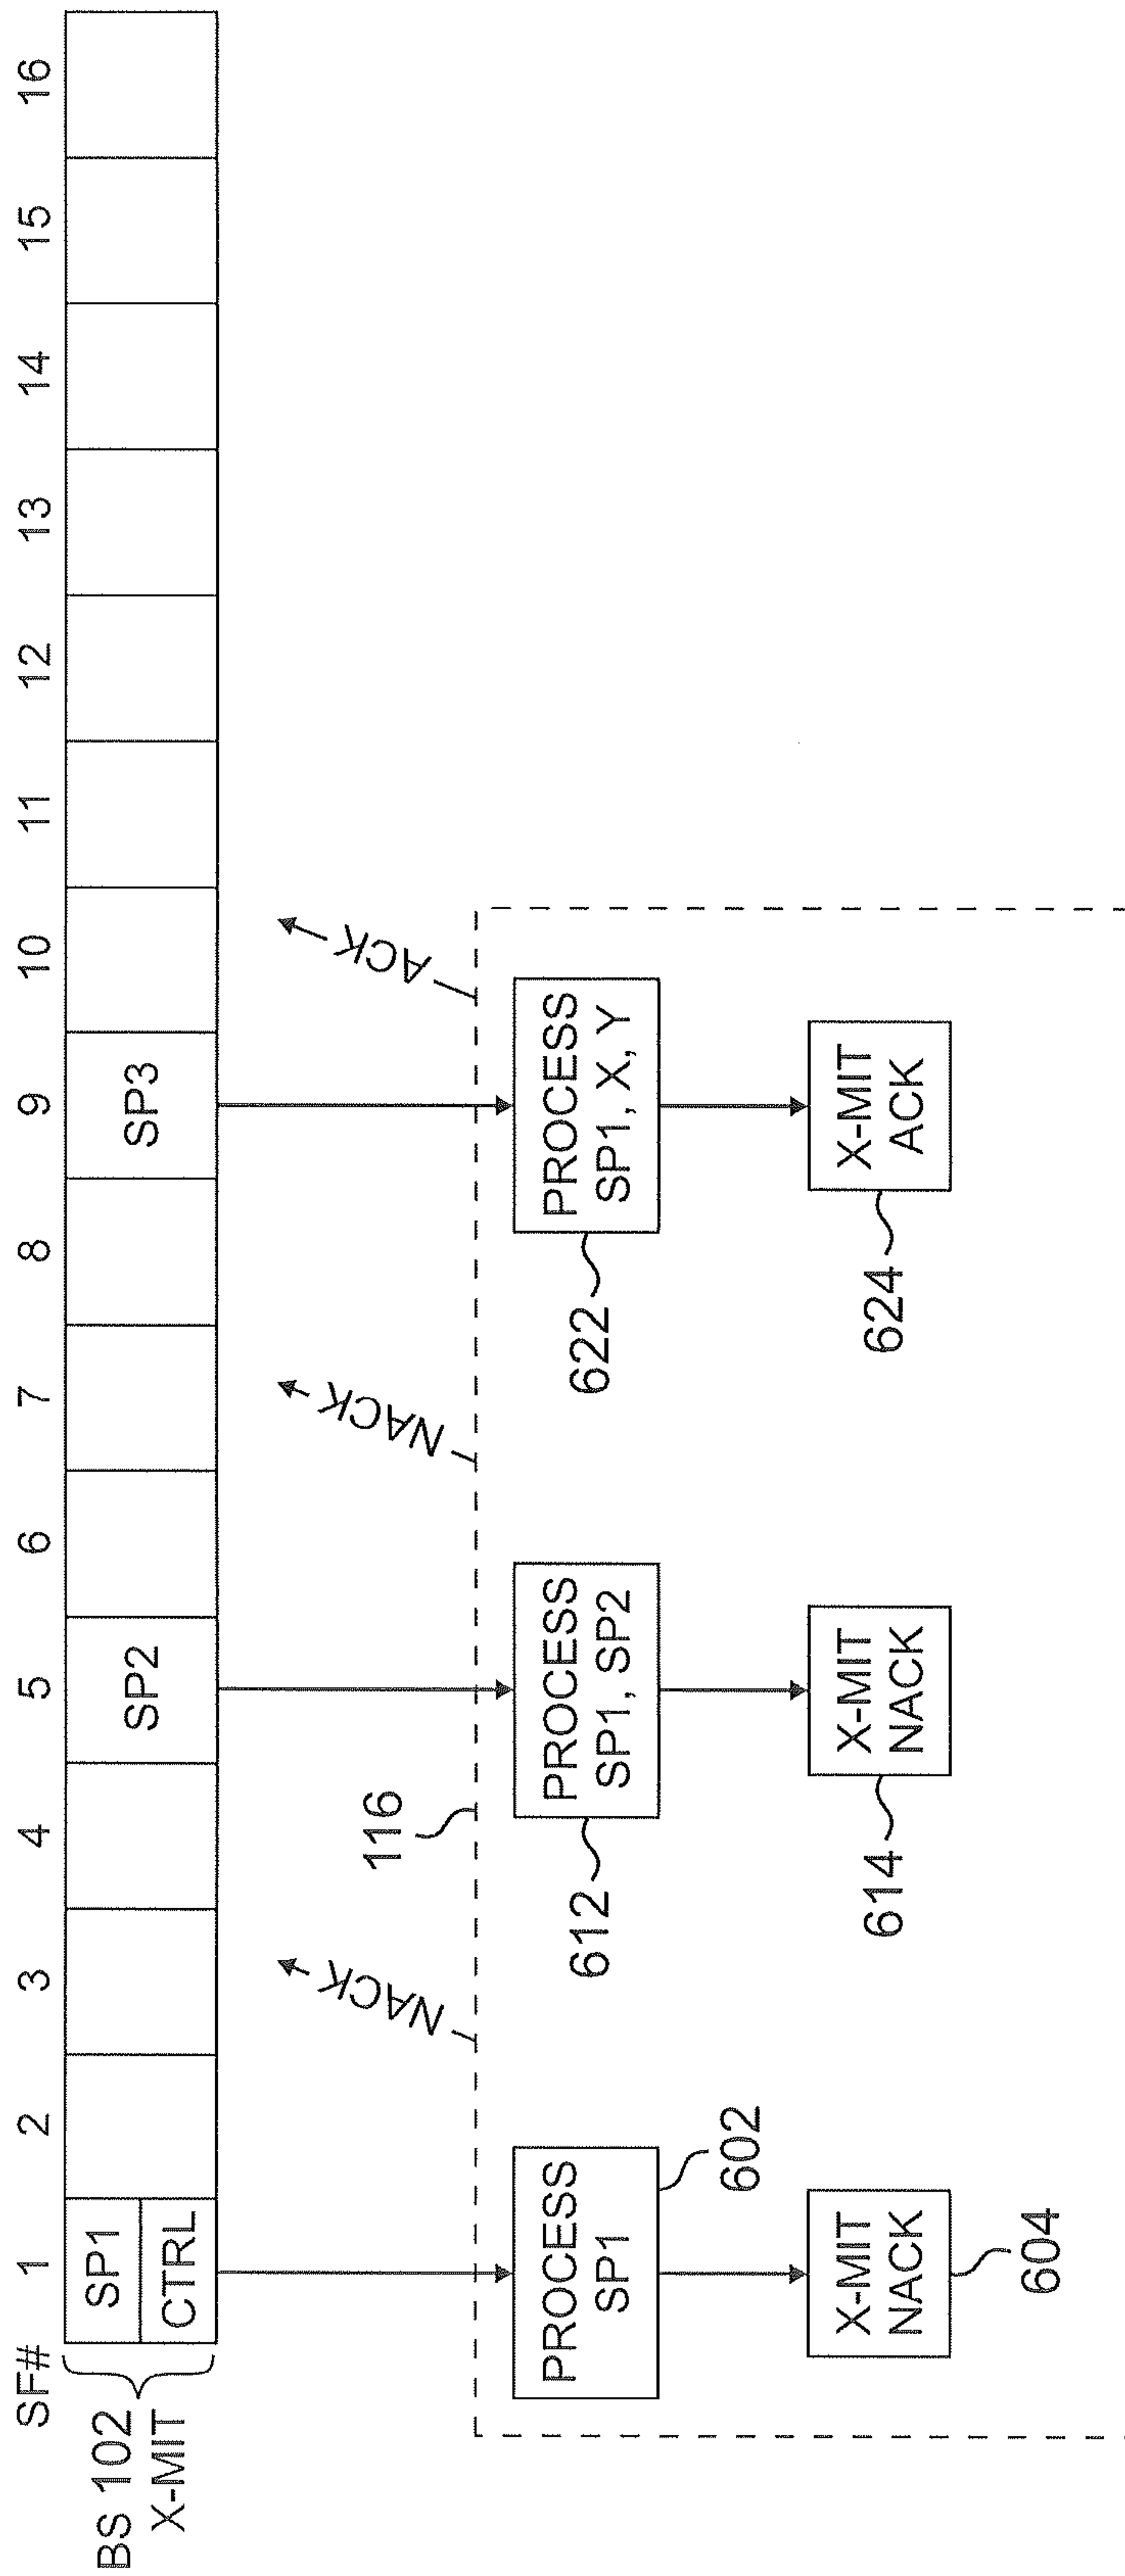 SF# 1 2 3 4 5 6 7 8 9 10 11 12 13 14 15 16
BS 102
X-MIT
SP1
CTRL
SP2
SP3
NACK
NACK
ACK
116
PROCESS
SP1
602
X-MIT
NACK
604
PROCESS
SP1, SP2
612
X-MIT
NACK
614
PROCESS
SP1, X, Y
622
X-MIT
ACK
624